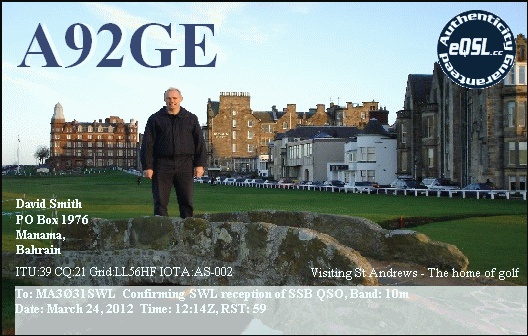 A92GE
Authenticity
eQSL.cc
Guaranteed
David Smith
PO Box 1976
Manama,
Bahrain
ITU:39 CQ:21 Grid:LL56HF IOTA:AS-002
Visiting St Andrews - The home of golf
To: MA3Ø31SWL Confirming SWL reception of SSB QSO, Band: 10m
Date: March 24, 2012 Time: 12:14Z, RST: 59